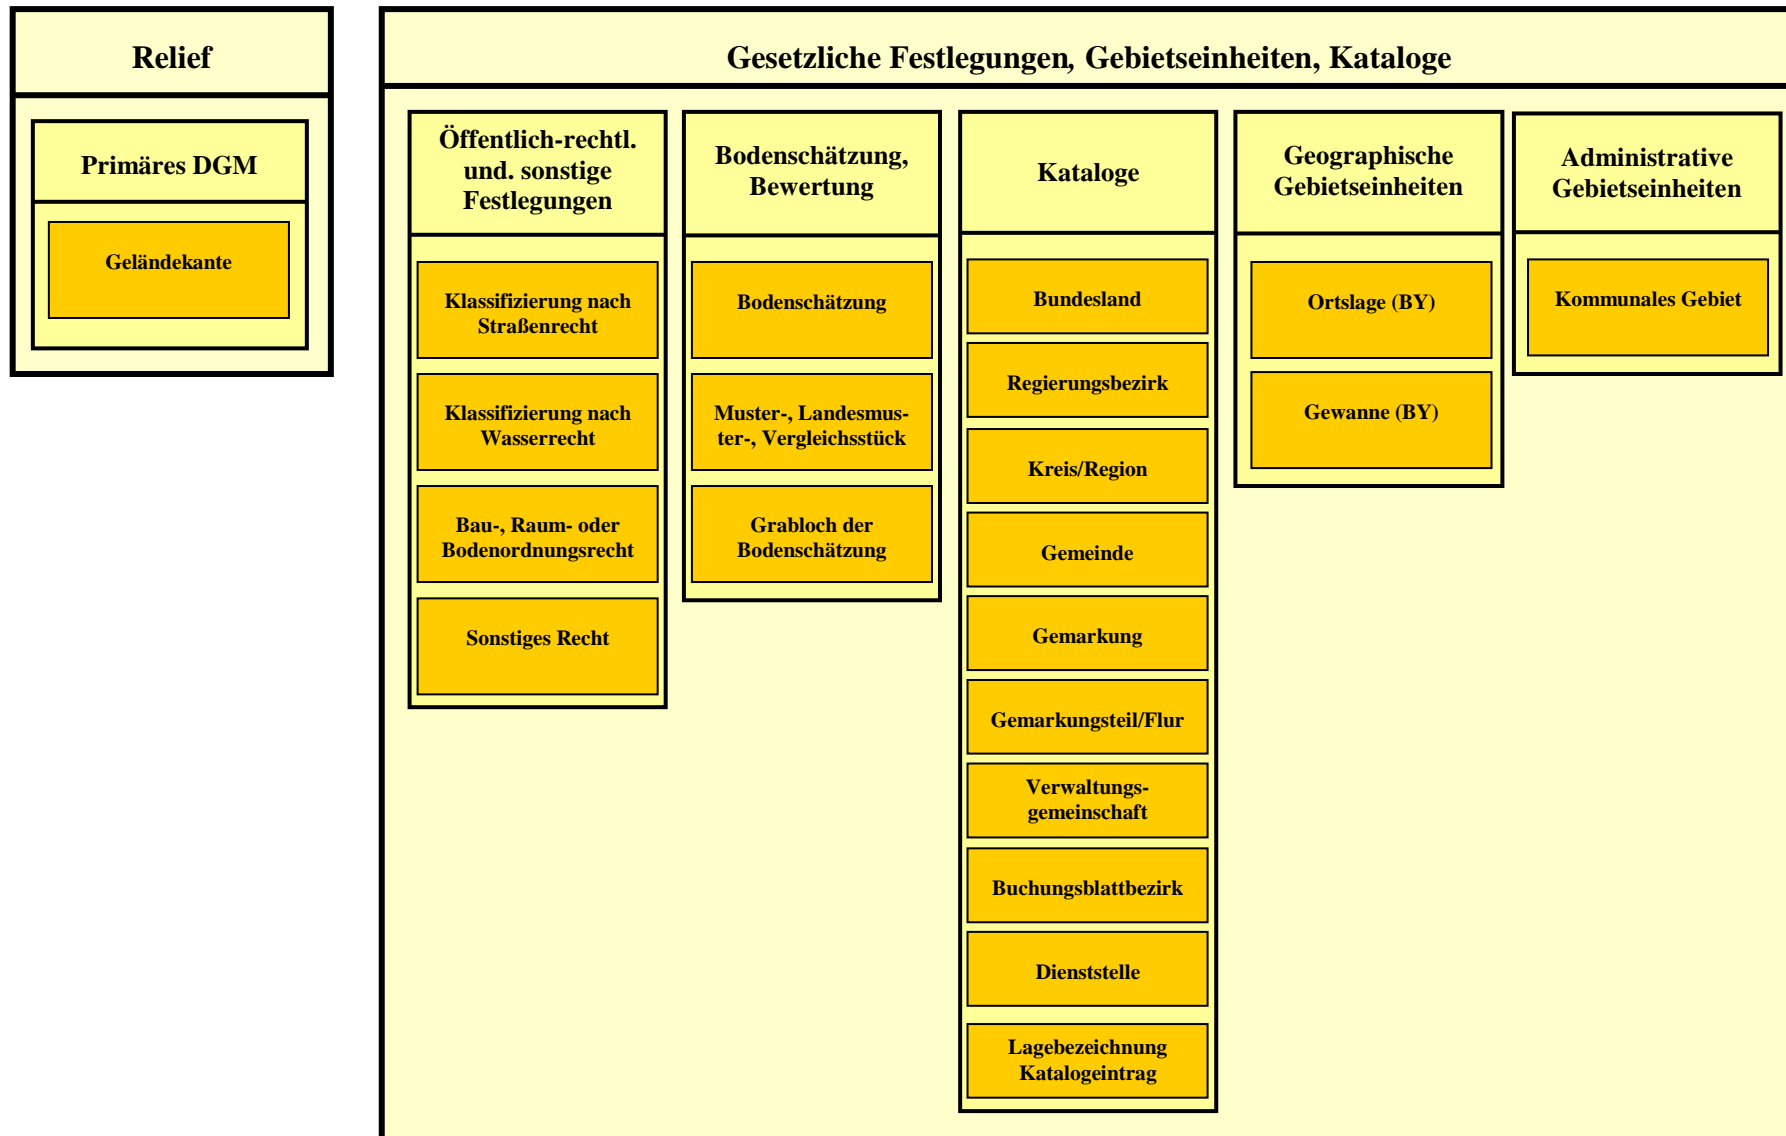 Relief
Primäres DGM
Geländekante
Gesetzliche Festlegungen, Gebietseinheiten, Kataloge
Öffentlich-rechtl.
und. sonstige
Festlegungen
Klassifizierung nach
Straßenrecht
Klassifizierung nach
Wasserrecht
Bau-, Raum- oder
Bodenordnungsrecht
Sonstiges Recht
Bodenschätzung,
Bewertung
Bodenschätzung
Muster-, Landesmus-
ter-, Vergleichsstück
Grabloch der
Bodenschätzung
Kataloge
Bundesland
Regierungsbezirk
Kreis/Region
Gemeinde
Gemarkung
Gemarkungsteil/Flur
Verwaltungs-
gemeinschaft
Buchungsblattbezirk
Dienststelle
Lagebezeichnung
Katalogeintrag
Geographische
Gebietseinheiten
Ortslage (BY)
Gewanne (BY)
Administrative
Gebietseinheiten
Kommunales Gebiet